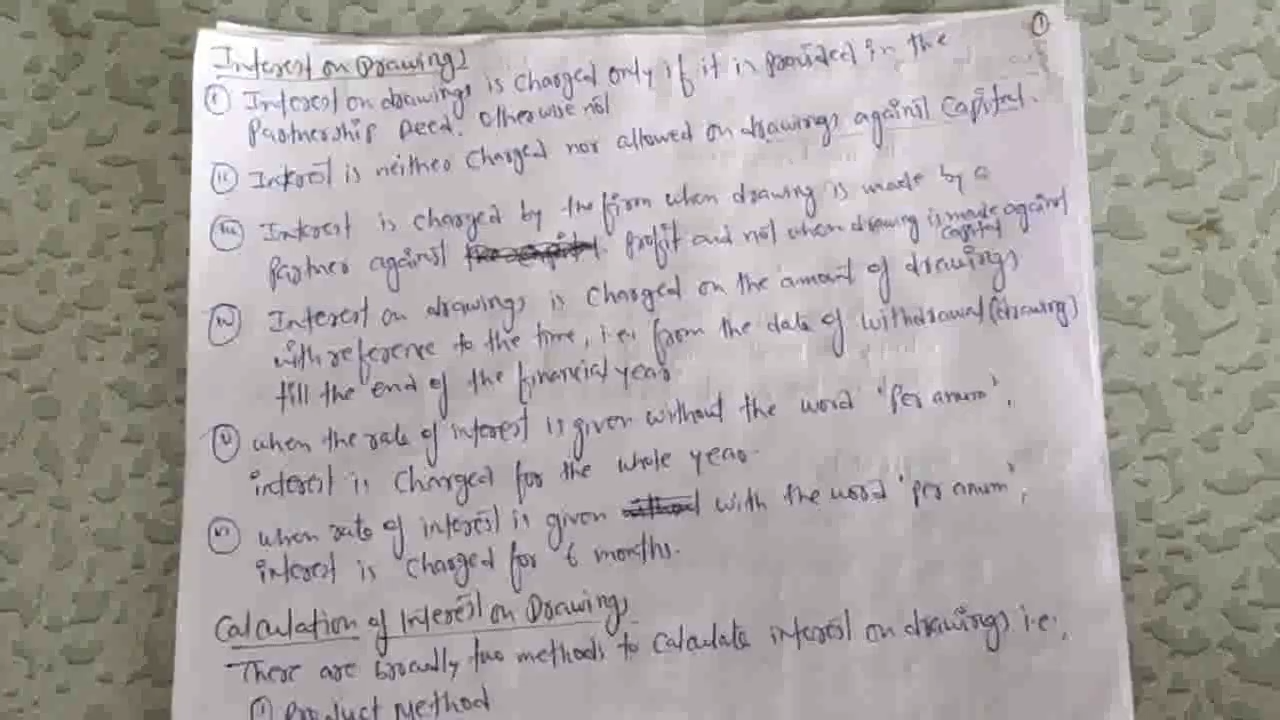 ①
Interest on Drawings
(i) Interest on drawings is charged only if it is provided in the
Partnership Deed. Otherwise not
(ii) Interest is neither charged nor allowed on drawings against capital.
(iii) Interest is charged by the firm when drawing is made by a
Partner against profit and not when drawing is made against
capital
(iv) Interest on drawings is charged on the amount of drawings
with reference to the time, i.e. from the date of withdrawal (drawing)
till the end of the financial year
(v) when the rate of interest is given without the word 'Per anum',
interest is charged for the whole year.
(vi) when rate of interest is given with the word 'per anum',
interest is charged for 6 months.
Calculation of Interest on Drawings
There are broadly two methods to calculate interest on drawings i.e.
(i) Product Method